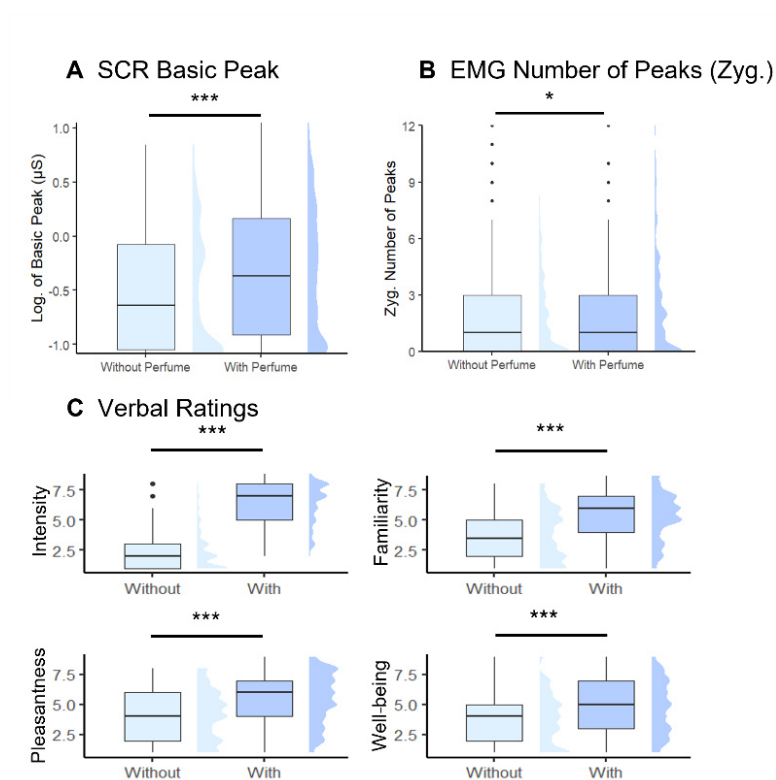 A SCR Basic Peak
***
Log. of Basic Peak (µS)
1.0
0.5
0.0
-0.5
-1.0
Without Perfume
With Perfume
B EMG Number of Peaks (Zyg.)
*
Zyg. Number of Peaks
12
9
6
3
0
Without Perfume
With Perfume
C Verbal Ratings
***
Intensity
7.5
5.0
2.5
Without
With
***
Familiarity
7.5
5.0
2.5
Without
With
***
Pleasantness
7.5
5.0
2.5
Without
With
***
Well-being
7.5
5.0
2.5
Without
With